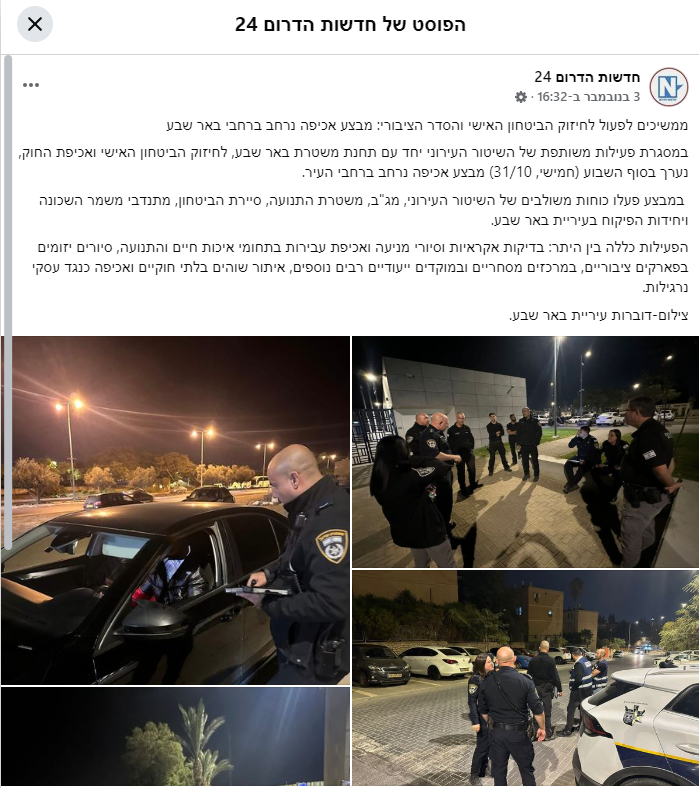 הפוסט של חדשות הדרום 24
חדשות הדרום 24
3 בנובמבר ב-16:32 ·
ממשיכים לפעול לחיזוק הביטחון האישי והסדר הציבורי: מבצע אכיפה נרחב ברחבי באר שבע
במסגרת פעילות משותפת של השיטור העירוני יחד עם תחנת משטרת באר שבע, לחיזוק הביטחון האישי ואכיפת החוק,
נערך בסוף השבוע (חמישי, 31/10) מבצע אכיפה נרחב ברחבי העיר.
במבצע פעלו כוחות משולבים של השיטור העירוני, מג"ב, משטרת התנועה, סיירת הביטחון, מתנדבי משמר השכונה
ויחידות הפיקוח בעיריית באר שבע.
הפעילות כללה בין היתר: בדיקות אקראיות וסיורי מניעה ואכיפת עבירות בתחומי איכות חיים והתנועה, סיורים יזומים
בפארקים ציבוריים, במרכזים מסחריים ובמוקדים ייעודיים רבים נוספים, איתור שוהים בלתי חוקיים ואכיפה כנגד עסקי
נרגילות.
צילום-דוברות עיריית באר שבע.